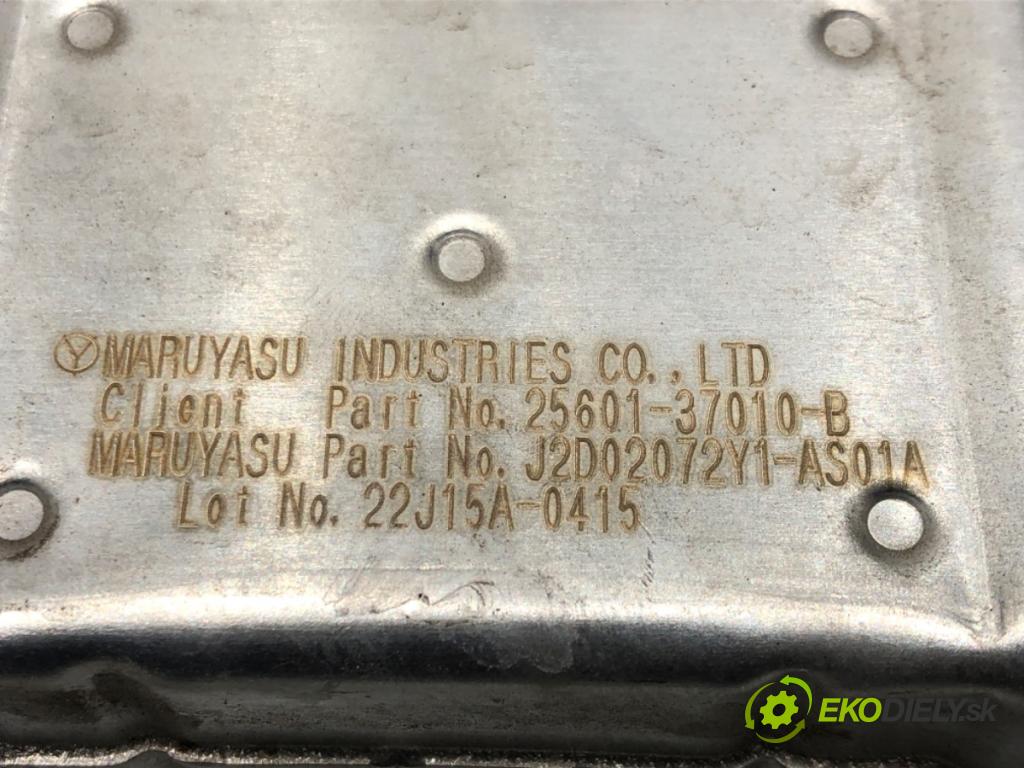 MARUYASU INDUSTRIES CO.,LTD
Client Part No. 25601-37010-B
MARUYASU Part No. J2D02072Y1-AS01A
Lot No. 22J15A-0415
EKODIELY.sk